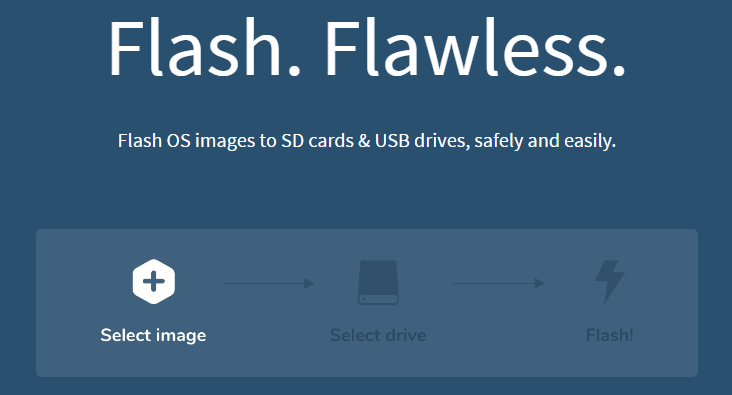 Flash. Flawless.
Flash OS images to SD cards & USB drives, safely and easily.
Select image
Select drive
Flash!